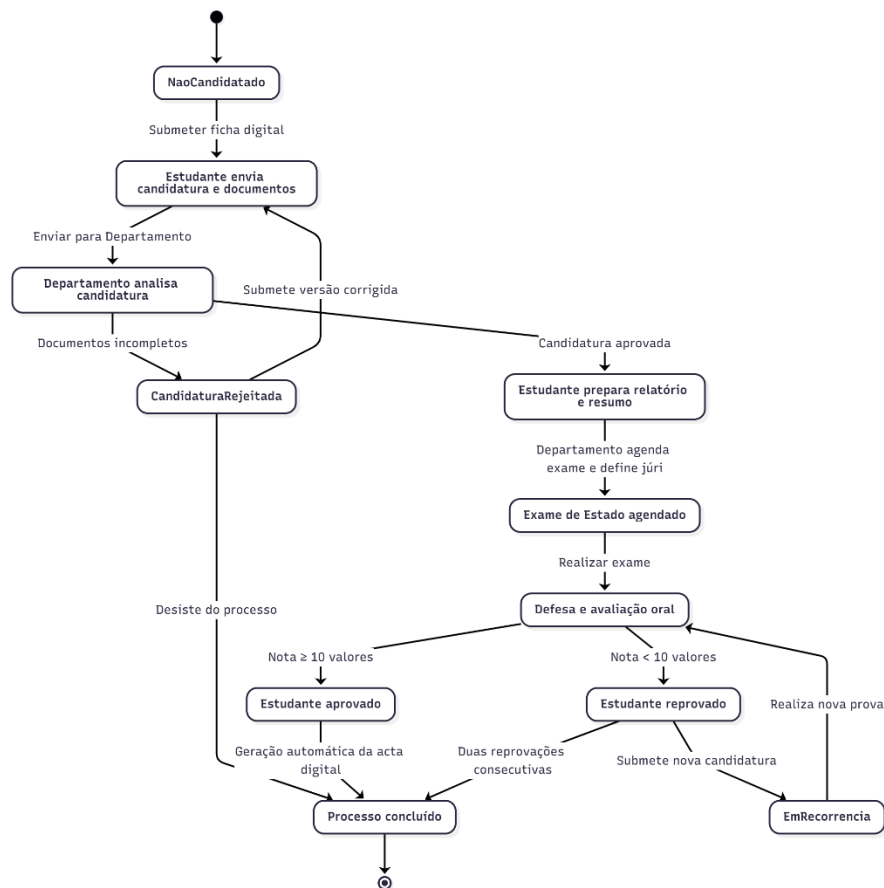 NaoCandidatado
Submeter ficha digital
Estudante envia
candidatura e documentos
Enviar para Departamento
Departamento analisa
candidatura
Submete versão corrigida
Documentos incompletos
Candidatura aprovada
CandidaturaRejeitada
Estudante prepara relatório
e resumo
Departamento agenda
exame e define júri
Exame de Estado agendado
Realizar exame
Desiste do processo
Defesa e avaliação oral
Nota ≥ 10 valores
Nota < 10 valores
Estudante aprovado
Estudante reprovado
Realiza nova prova
Geração automática da acta
digital
Duas reprovações
consecutivas
Submete nova candidatura
Processo concluído
EmRecorrencia